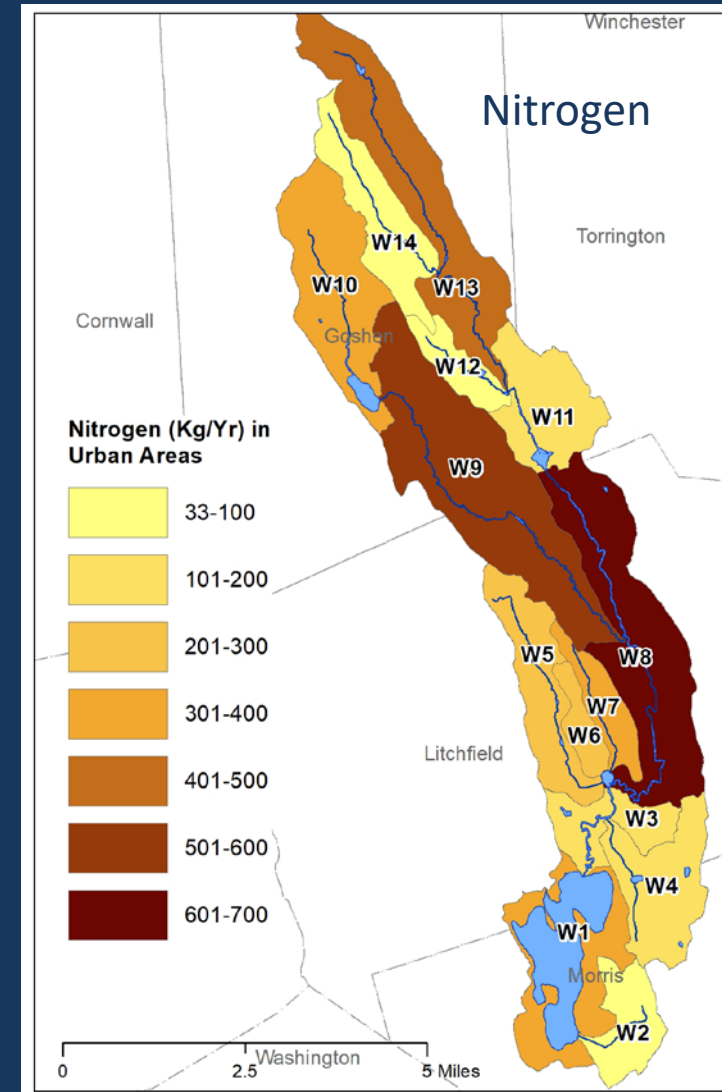 Winchester
Nitrogen
Torrington
W14
W10
W13
Cornwall
Goshen
W12
W11
Nitrogen (Kg/Yr) in
Urban Areas
W9
33-100
101-200
201-300
W5
W8
301-400
W7
W6
Litchfield
401-500
W3
501-600
W4
601-700
W1
Morris
W2
Washington
0 2.5 5 Miles